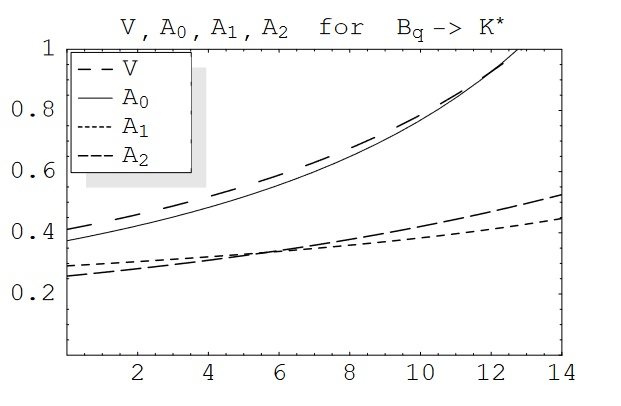 V , A₀ , A₁ , A₂ for B_q -> K*
1
V
A₀
0.8
A₁
A₂
0.6
0.4
0.2
2 4 6 8 10 12 14